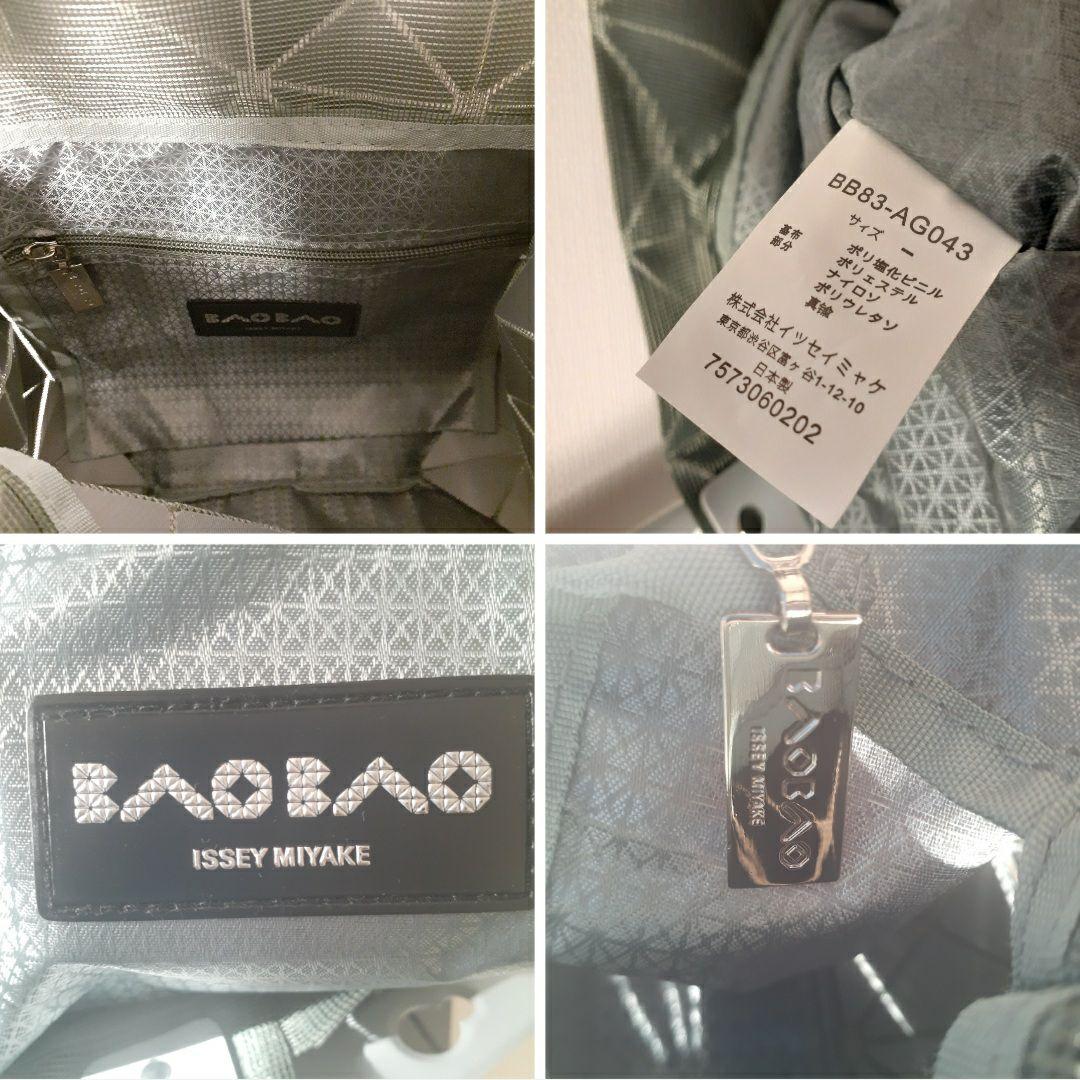 BAOBAO
ISSEY MIYAKE
BB83-AG043
サイズ －
基布
部分
ポリ塩化ビニル
ポリエステル
ナイロン
ポリウレタン
真鍮
株式会社イッセイミヤケ
東京都渋谷区富ヶ谷1-12-10
日本製
7573060202
BAOBAO
ISSEY MIYAKE
BAOBAO
ISSEY MIYAKE